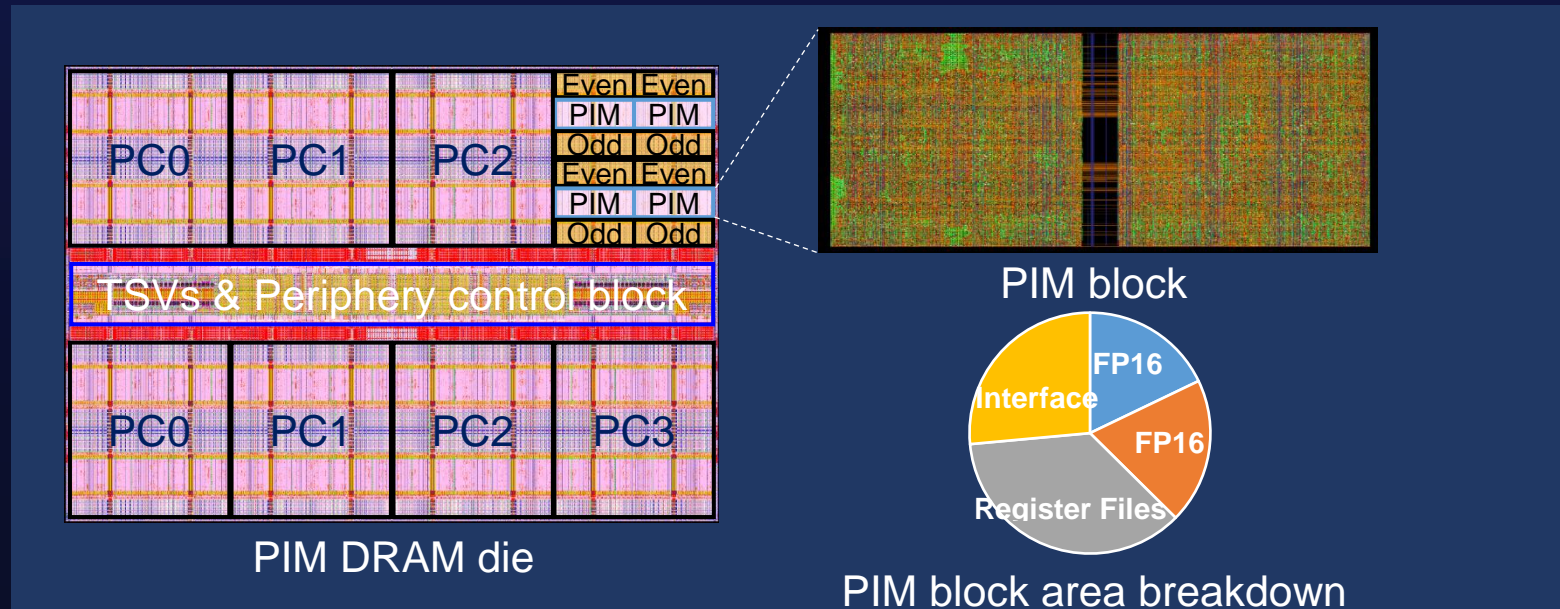 Even Even
PIM PIM
Odd Odd
Even Even
PIM PIM
Odd Odd
PC0 PC1 PC2
TSVs & Periphery control block
PC0 PC1 PC2 PC3
PIM DRAM die
PIM block
FP16
Interface
FP16
Register Files
PIM block area breakdown